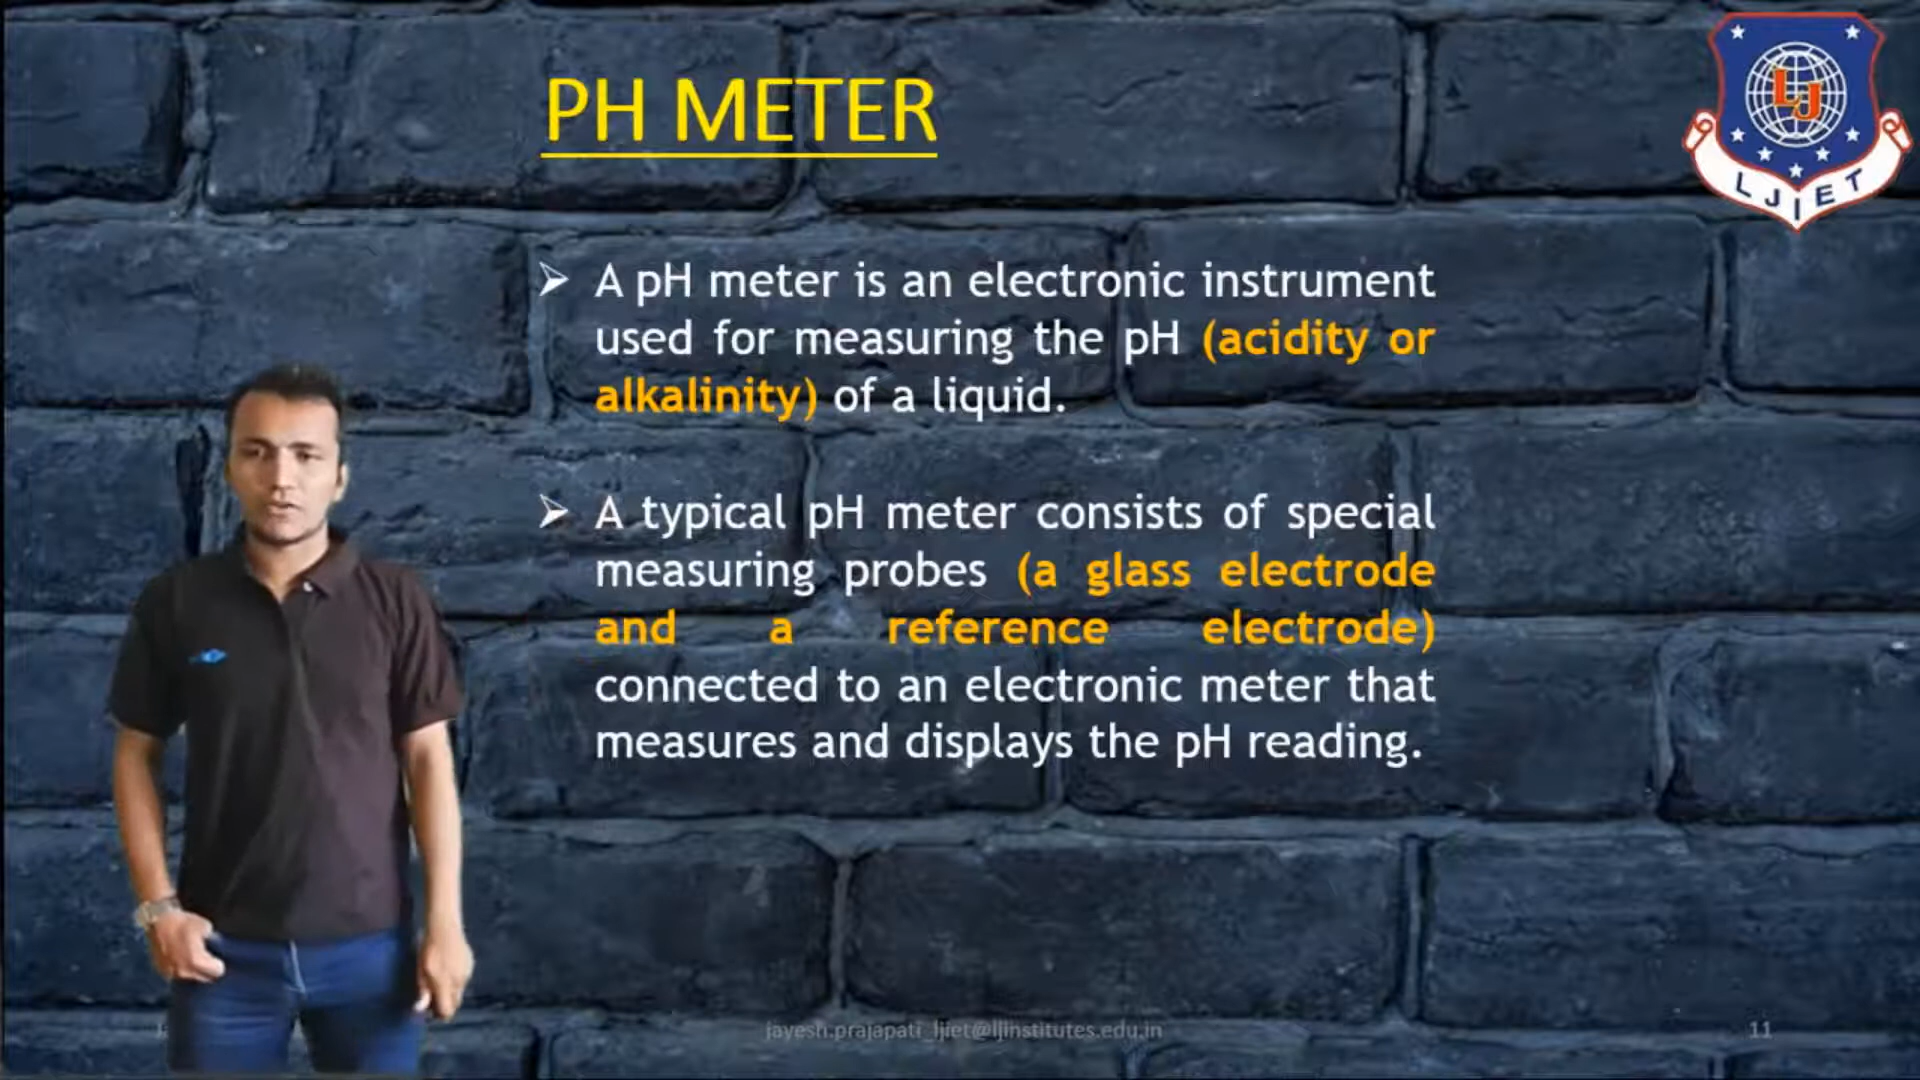 PH METER
LJ
LJIET
➢ A pH meter is an electronic instrument
used for measuring the pH (acidity or
alkalinity) of a liquid.
➢ A typical pH meter consists of special
measuring probes (a glass electrode
and a reference electrode)
connected to an electronic meter that
measures and displays the pH reading.
jayesh.prajapati_ljiet@ljinstitutes.edu.in
11